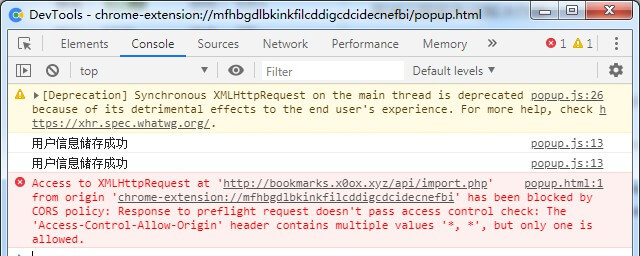 DevTools - chrome-extension://mfhbgdlbkinkfilcddigcdcidecnefbi/popup.html
Elements Console Sources Network » 1 1
top Filter Default levels ▼
[Deprecation] Synchronous XMLHttpRequest on the main thread is deprecated popup.js:26
because of its detrimental effects to the end user's experience. For more help, check h
ttps://xhr.spec.whatwg.org/.
用户信息储存成功 popup.js:13
用户信息储存成功 popup.js:13
Access to XMLHttpRequest at 'http://bookmarks.x0ox.xyz/api/import.php' popup.html:1
from origin 'chrome-extension://mfhbgdlbkinkfilcddigcdcidecnefbi' has been blocked by
CORS policy: Response to preflight request doesn't pass access control check: The
'Access-Control-Allow-Origin' header contains multiple values '*, *', but only one is
allowed.